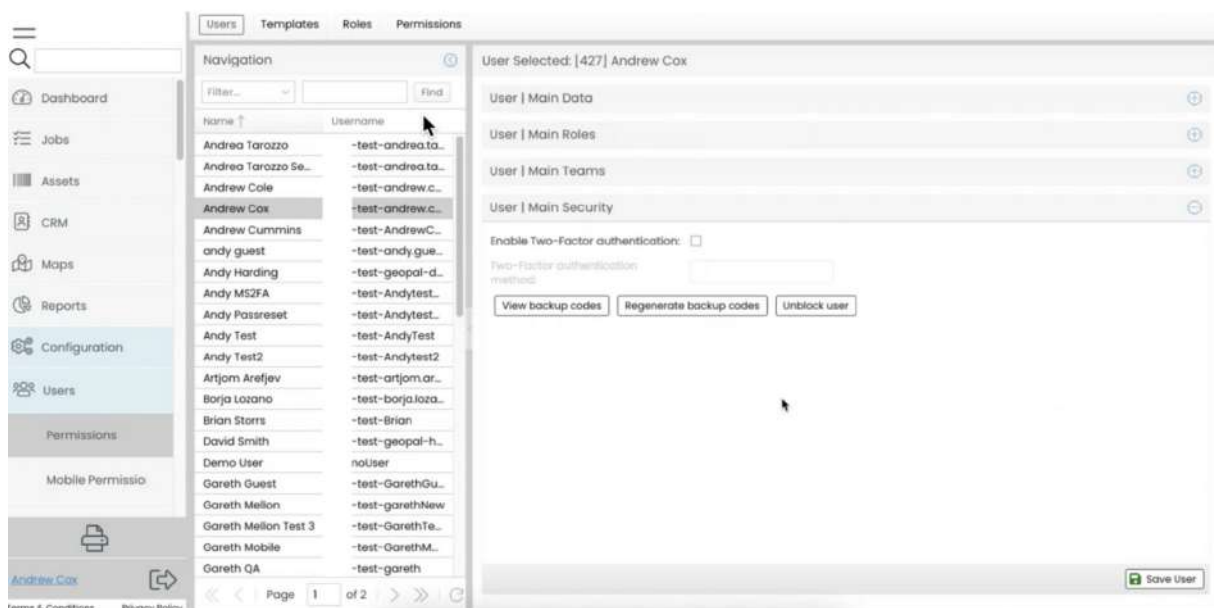 Users Templates Roles Permissions
Navigation
User Selected: [427] Andrew Cox
Filter... Find
Name Username
Dashboard
Jobs
Assets
CRM
Maps
Reports
Configuration
Users
Permissions
Mobile Permissio
Andrew Cox
Terms & Conditions Privacy Policy
Andrea Tarozzo -test-andrea.ta...
Andrea Tarozzo Se... -test-andrea.ta...
Andrew Cole -test-andrew.c...
Andrew Cox -test-andrew.c...
Andrew Cummins -test-AndrewC...
andy guest -test-andy.gue...
Andy Harding -test-geopal-d...
Andy MS2FA -test-Andytest...
Andy Passreset -test-Andytest...
Andy Test -test-AndyTest
Andy Test2 -test-Andytest2
Artjom Arefjev -test-artjom.ar...
Borja Lozano -test-borja.loza...
Brian Storrs -test-Brian
David Smith -test-geopal-h...
Demo User noUser
Gareth Guest -test-GarethGu...
Gareth Mellon -test-garethNew
Gareth Mellon Test 3 -test-GarethTe...
Gareth Mobile -test-GarethM...
Gareth QA -test-gareth
Page 1 of 2
User | Main Data
User | Main Roles
User | Main Teams
User | Main Security
Enable Two-Factor authentication:
Two-Factor authentication
method:
View backup codes Regenerate backup codes Unblock user
Save User